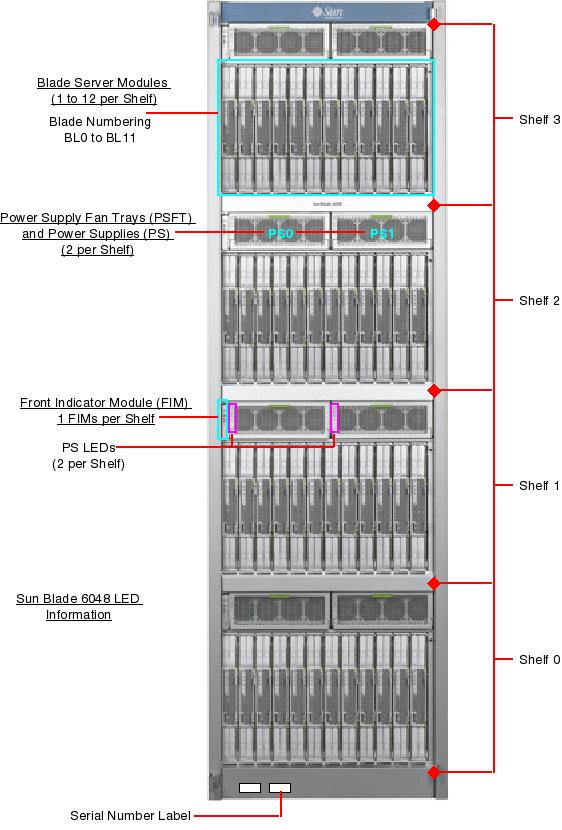 Sun
Blade Server Modules
(1 to 12 per Shelf)
Blade Numbering
BL0 to BL11
Shelf 3
Power Supply Fan Trays (PSFT)
and Power Supplies (PS)
(2 per Shelf)
PS0
PS1
Shelf 2
Front Indicator Module (FIM)
1 FIMs per Shelf
PS LEDs
(2 per Shelf)
Shelf 1
Sun Blade 6048 LED
Information
Shelf 0
Serial Number Label